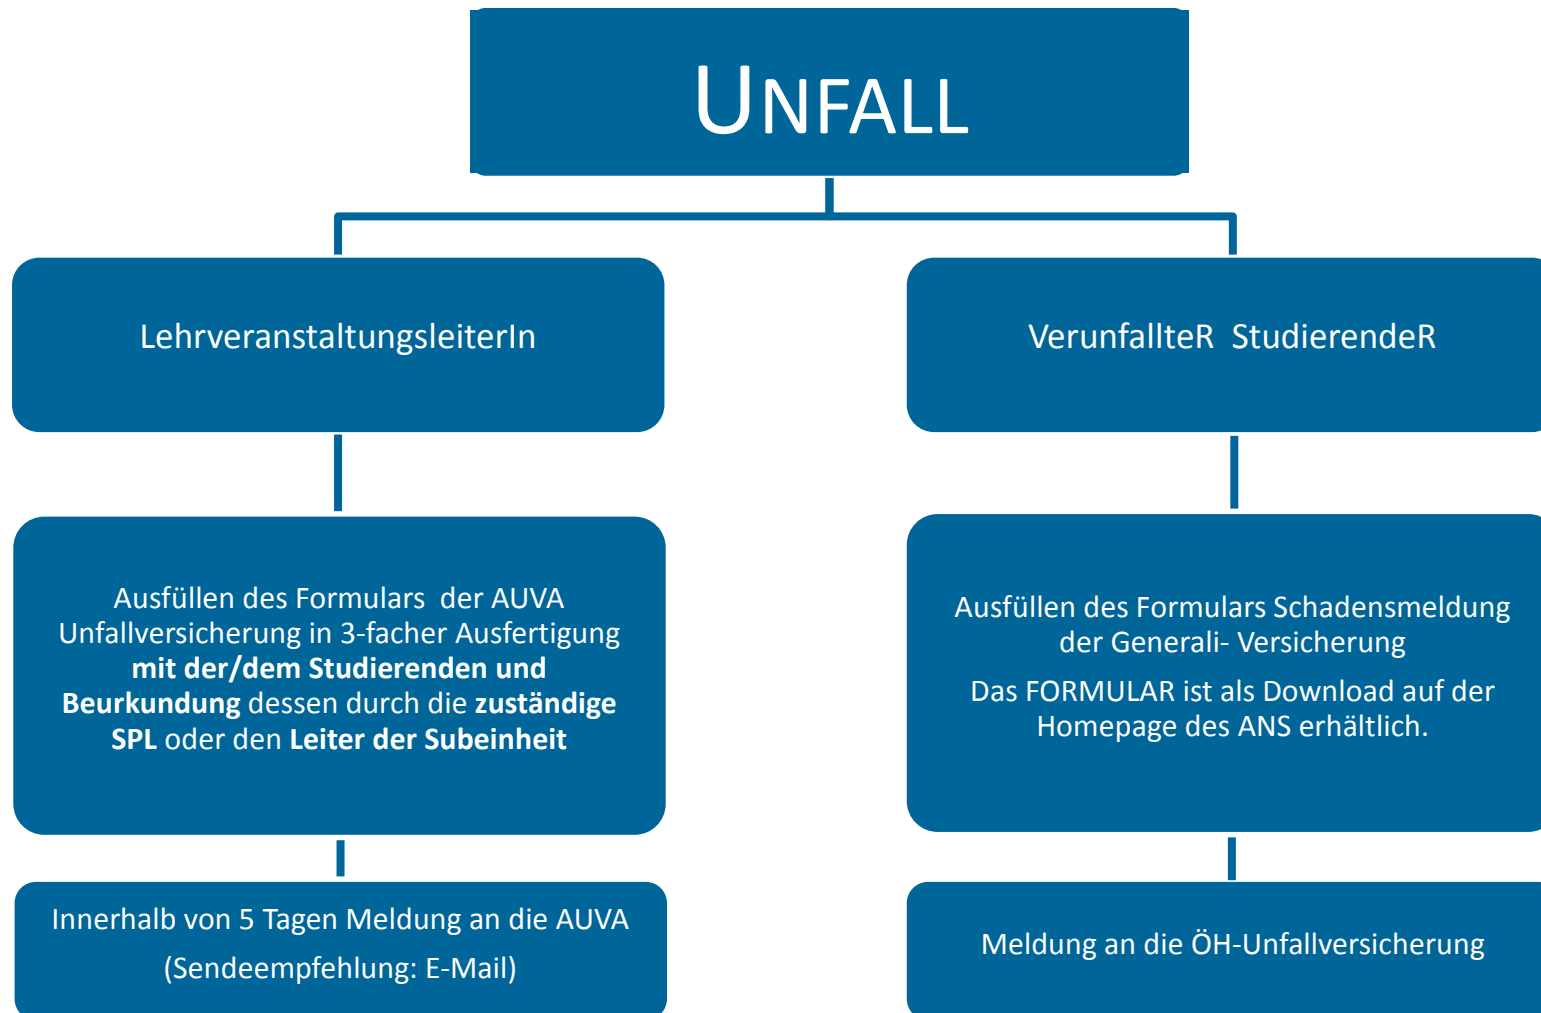 UNFALL
LehrveranstaltungsleiterIn
VerunfallteR  StudierendeR
Ausfüllen des Formulars  der AUVA
Unfallversicherung in 3-facher Ausfertigung
mit der/dem Studierenden und
Beurkundung dessen durch die zuständige
SPL oder den Leiter der Subeinheit
Ausfüllen des Formulars Schadensmeldung
der Generali- Versicherung
Das FORMULAR ist als Download auf der
Homepage des ANS erhältlich.
Innerhalb von 5 Tagen Meldung an die AUVA
(Sendeempfehlung: E-Mail)
Meldung an die ÖH-Unfallversicherung